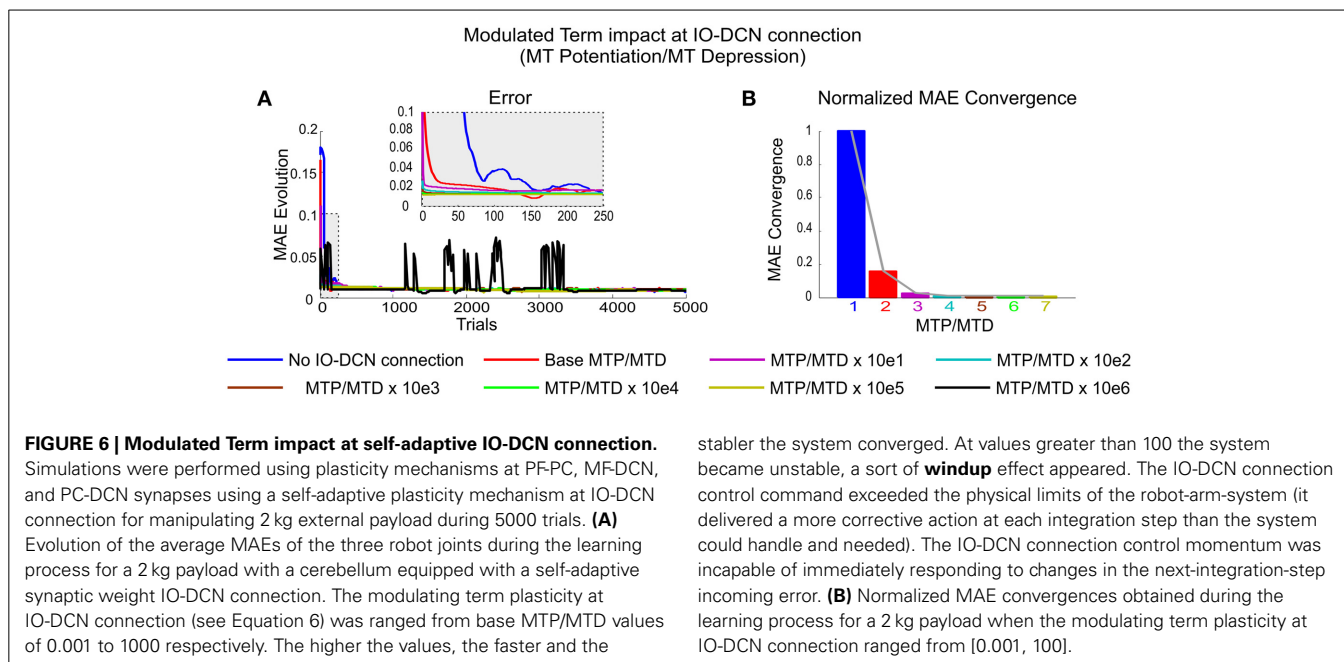 Modulated Term impact at IO-DCN connection
(MT Potentiation/MT Depression)
A
Error
B
Normalized MAE Convergence
MAE Evolution
0.2
0.15
0.1
0.05
0
0
1000
2000
3000
4000
5000
Trials
0.1
0.08
0.06
0.04
0.02
0
0
50
100
150
200
250
MAE Convergence
1
0.8
0.6
0.4
0.2
0
1
2
3
4
5
6
7
MTP/MTD
No IO-DCN connection
Base MTP/MTD
MTP/MTD x 10e1
MTP/MTD x 10e2
MTP/MTD x 10e3
MTP/MTD x 10e4
MTP/MTD x 10e5
MTP/MTD x 10e6
FIGURE 6 | Modulated Term impact at self-adaptive IO-DCN connection.
Simulations were performed using plasticity mechanisms at PF-PC, MF-DCN,
and PC-DCN synapses using a self-adaptive plasticity mechanism at IO-DCN
connection for manipulating 2 kg external payload during 5000 trials. (A)
Evolution of the average MAEs of the three robot joints during the learning
process for a 2 kg payload with a cerebellum equipped with a self-adaptive
synaptic weight IO-DCN connection. The modulating term plasticity at
IO-DCN connection (see Equation 6) was ranged from base MTP/MTD values
of 0.001 to 1000 respectively. The higher the values, the faster and the
stabler the system converged. At values greater than 100 the system
became unstable, a sort of windup effect appeared. The IO-DCN connection
control command exceeded the physical limits of the robot-arm-system (it
delivered a more corrective action at each integration step than the system
could handle and needed). The IO-DCN connection control momentum was
incapable of immediately responding to changes in the next-integration-step
incoming error. (B) Normalized MAE convergences obtained during the
learning process for a 2 kg payload when the modulating term plasticity at
IO-DCN connection ranged from [0.001, 100].